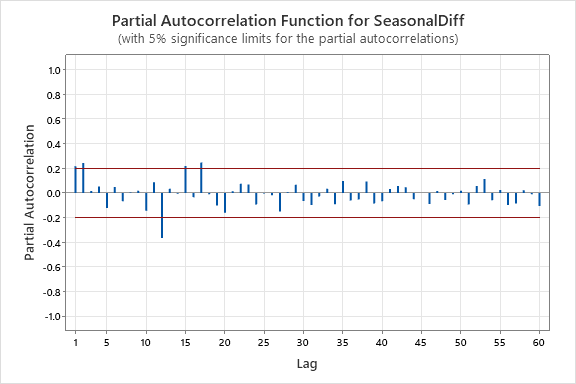 Partial Autocorrelation Function for SeasonalDiff
(with 5% significance limits for the partial autocorrelations)
Partial Autocorrelation
1.0
0.8
0.6
0.4
0.2
0.0
-0.2
-0.4
-0.6
-0.8
-1.0
1 5 10 15 20 25 30 35 40 45 50 55 60
Lag